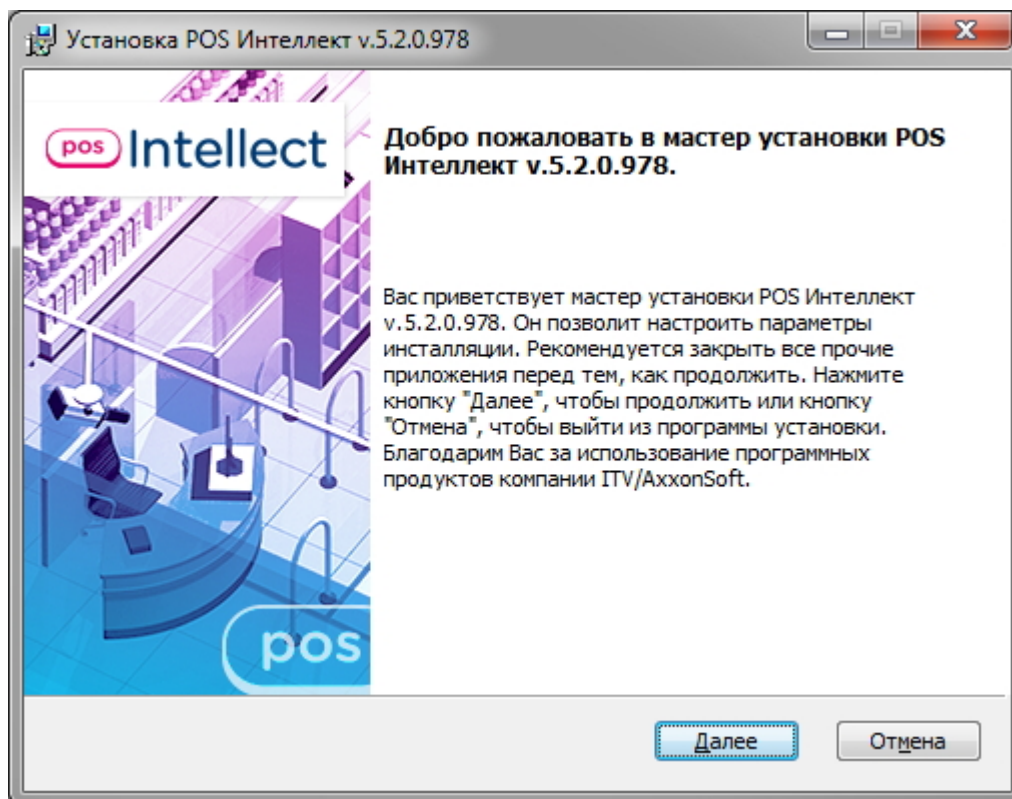 Установка POS Интеллект v.5.2.0.978
pos Intellect
Добро пожаловать в мастер установки POS
Интеллект v.5.2.0.978.
Вас приветствует мастер установки POS Интеллект
v.5.2.0.978. Он позволит настроить параметры
инсталляции. Рекомендуется закрыть все прочие
приложения перед тем, как продолжить. Нажмите
кнопку "Далее", чтобы продолжить или кнопку
"Отмена", чтобы выйти из программы установки.
Благодарим Вас за использование программных
продуктов компании ITV/AxxonSoft.
pos
Далее
Отмена